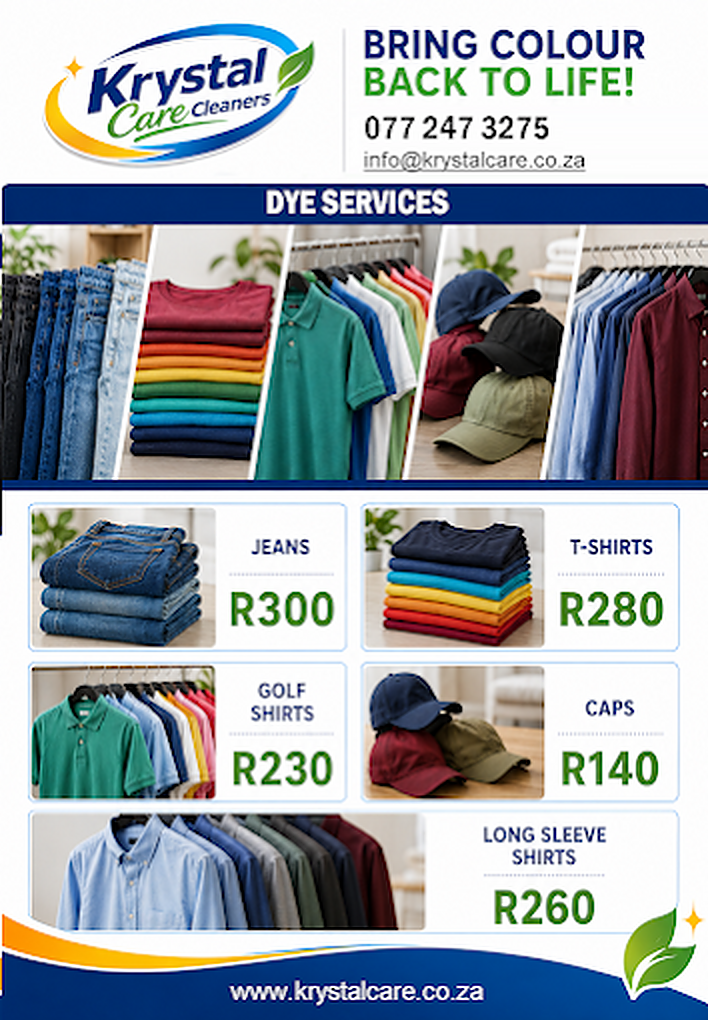 Krystal
Care Cleaners
BRING COLOUR
BACK TO LIFE!
077 247 3275
info@krystalcare.co.za
DYE SERVICES
JEANS
R300
T-SHIRTS
R280
GOLF
SHIRTS
R230
CAPS
R140
LONG SLEEVE
SHIRTS
R260
www.krystalcare.co.za